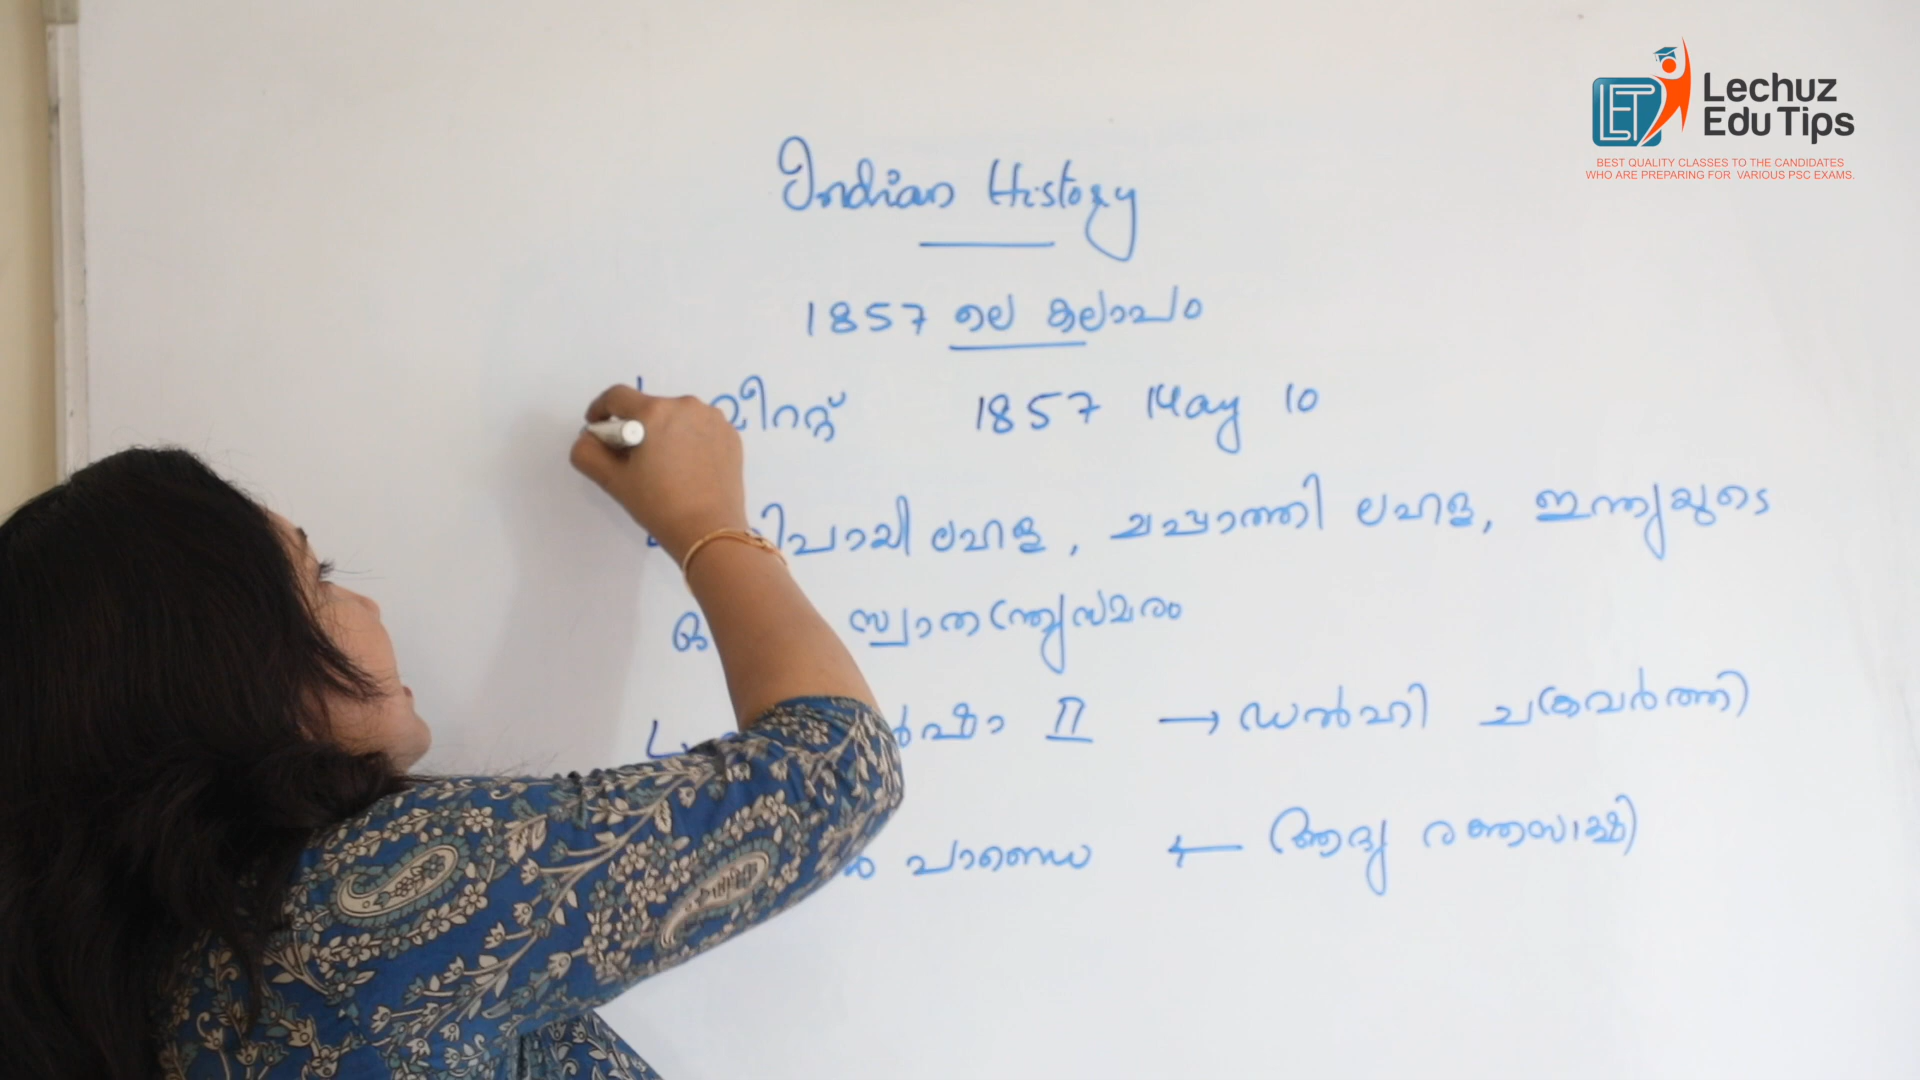 Lechuz
Edu Tips
BEST QUALITY CLASSES TO THE CANDIDATES
WHO ARE PREPARING FOR VARIOUS PSC EXAMS.
Indian History
1857 ലെ കലാപം
മീററ്റ് 1857 May 10
ലഹള, ചപ്പാത്തി ലഹള, ഇന്ത്യയുടെ
സ്വാതന്ത്ര്യസമരം
II → ഡൽഹി ചക്രവർത്തി
പാണ്ഡെ ← ആദ്യ രക്തസാക്ഷി